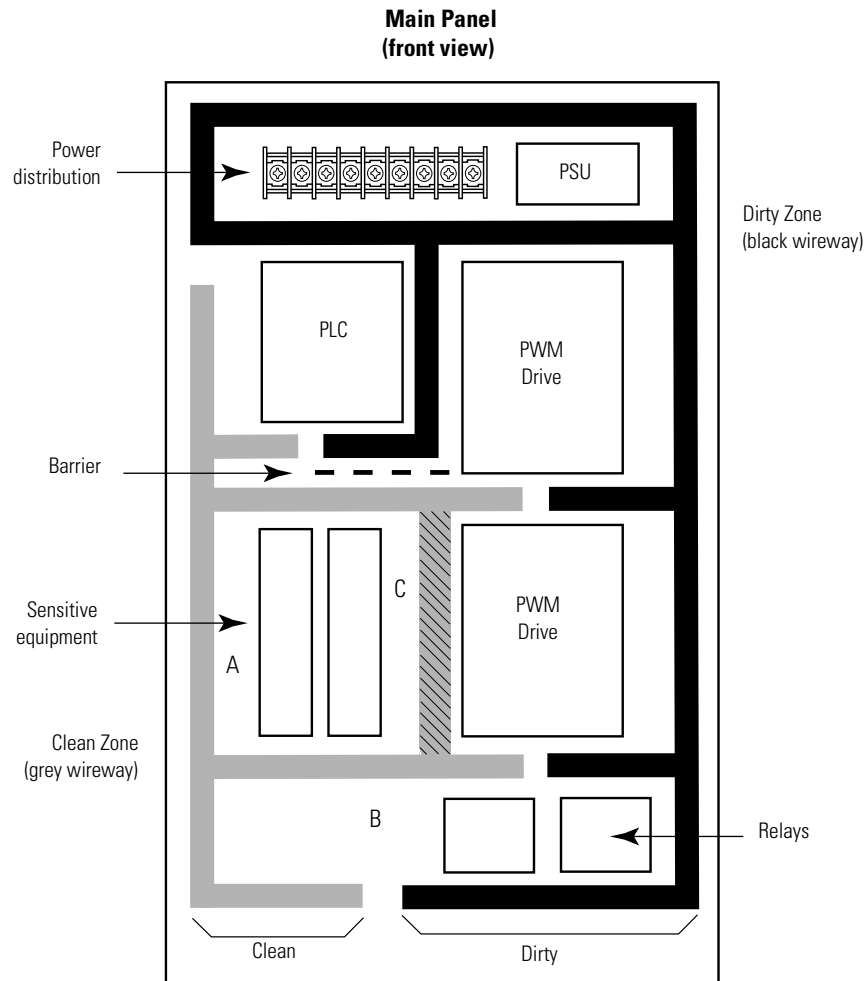 Main Panel
(front view)
Power
distribution
PSU
Dirty Zone
(black wireway)
PLC
PWM
Drive
Barrier
Sensitive
equipment
C
PWM
Drive
A
Clean Zone
(grey wireway)
B
Relays
Clean
Dirty